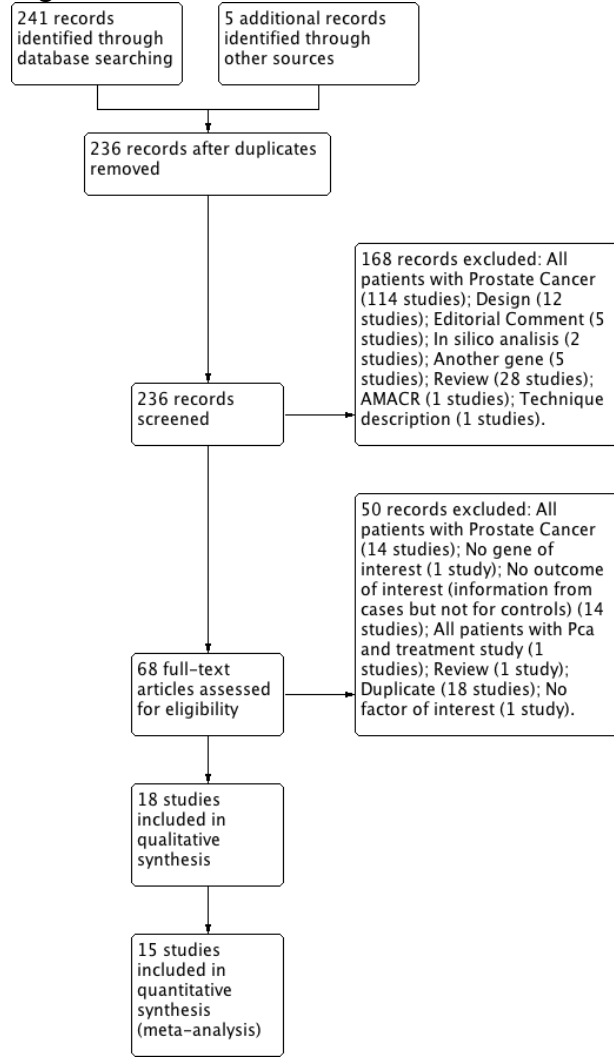 241 records
identified through
database searching
5 additional records
identified through
other sources
236 records after duplicates
removed
168 records excluded: All
patients with Prostate Cancer
(114 studies); Design (12
studies); Editorial Comment (5
studies); In silico analisis (2
studies); Another gene (5
studies); Review (28 studies);
AMACR (1 studies); Technique
description (1 studies).
236 records
screened
50 records excluded: All
patients with Prostate Cancer
(14 studies); No gene of
interest (1 study); No outcome
of interest (information from
cases but not for controls) (14
studies); All patients with Pca
and treatment study (1
studies); Review (1 study);
Duplicate (18 studies); No
factor of interest (1 study).
68 full-text
articles assessed
for eligibility
18 studies
included in
qualitative
synthesis
15 studies
included in
quantitative
synthesis
(meta-analysis)